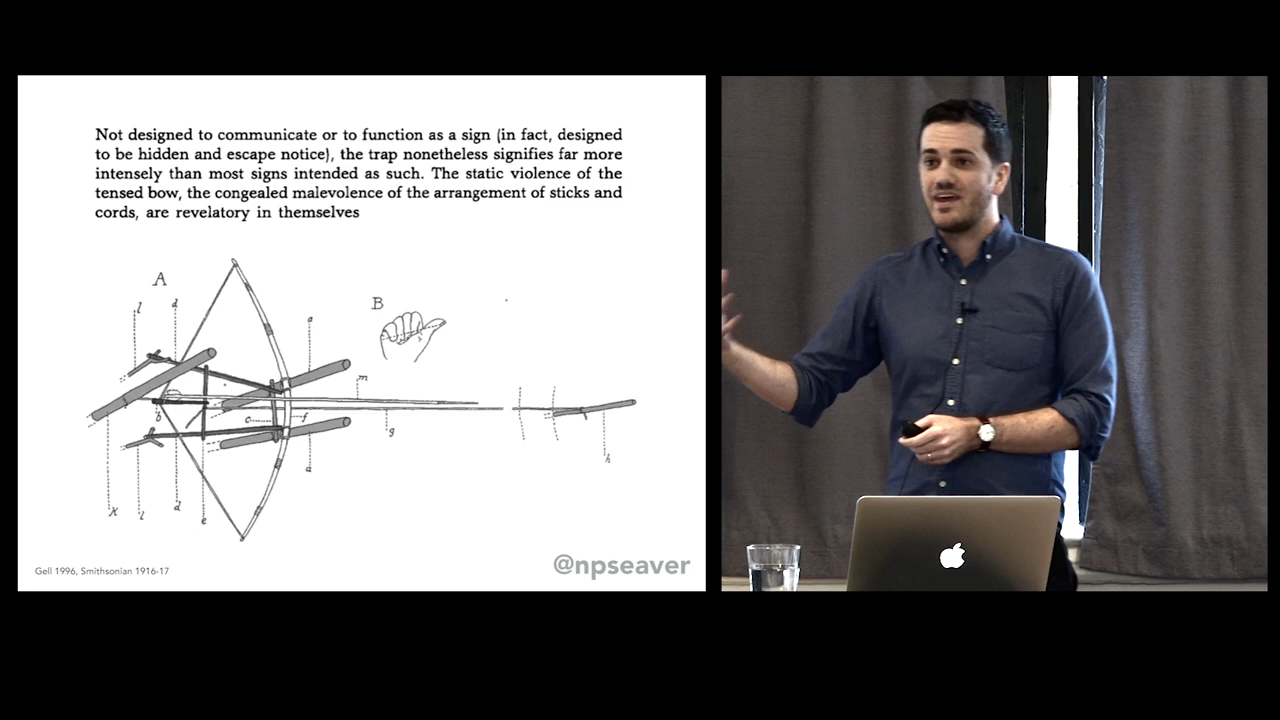 Not designed to communicate or to function as a sign (in fact, designed
to be hidden and escape notice), the trap nonetheless signifies far more
intensely than most signs intended as such. The static violence of the
tensed bow, the congealed malevolence of the arrangement of sticks and
cords, are revelatory in themselves
A
B
l
d
a
m
b
c
f
g
a
h
K
l
d
e
Gell 1996, Smithsonian 1916-17
@npseaver